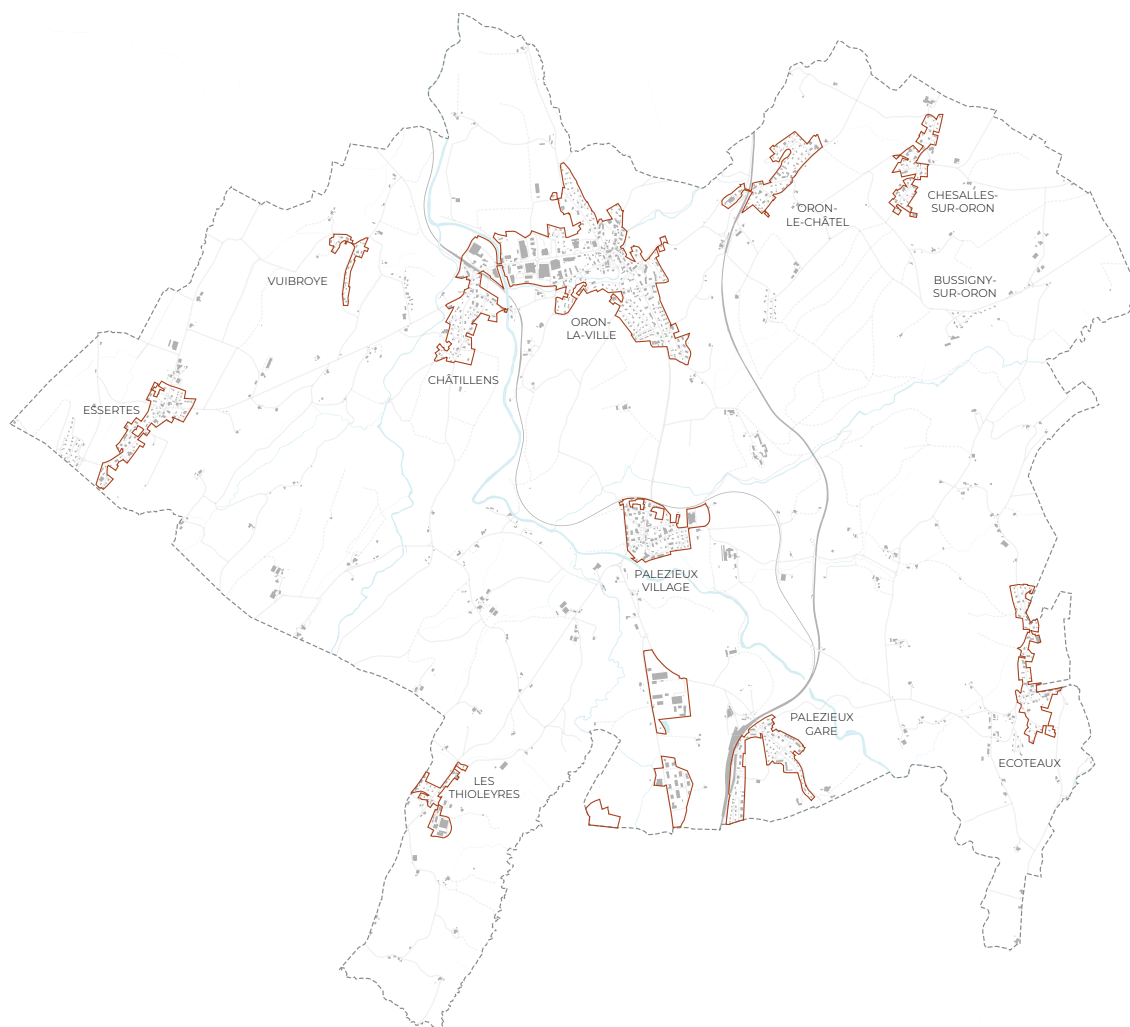 CHESALLES-
SUR-ORON
ORON-
LE-CHÂTEL
VUIBROYE
BUSSIGNY-
SUR-ORON
ORON-
LA-VILLE
CHÂTILLENS
ESSERTES
PALEZIEUX
VILLAGE
PALEZIEUX
GARE
ECOTEAUX
LES
THIOLEYRES